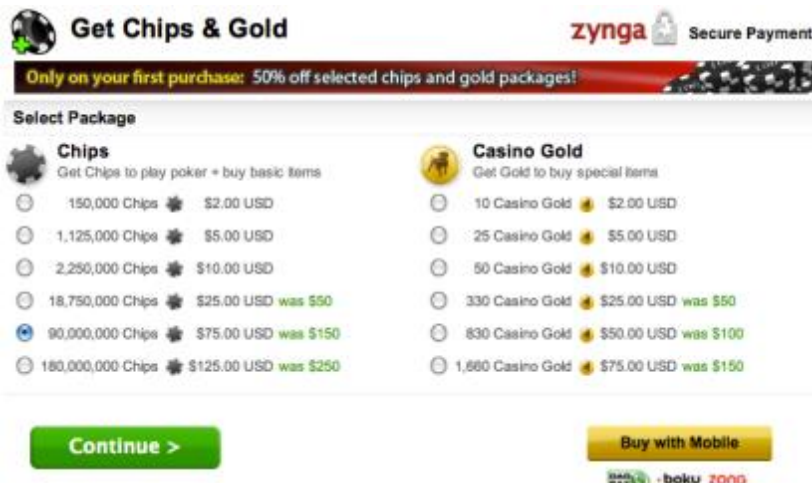 Get Chips & Gold
zynga Secure Payment
Only on your first purchase: 50% off selected chips and gold packages!
Select Package
Chips
Get Chips to play poker + buy basic items
150,000 Chips $2.00 USD
1,125,000 Chips $5.00 USD
2,250,000 Chips $10.00 USD
18,750,000 Chips $25.00 USD was $50
90,000,000 Chips $75.00 USD was $150
180,000,000 Chips $125.00 USD was $250
Casino Gold
Get Gold to buy special items
10 Casino Gold $2.00 USD
25 Casino Gold $5.00 USD
50 Casino Gold $10.00 USD
330 Casino Gold $25.00 USD was $50
830 Casino Gold $50.00 USD was $100
1,660 Casino Gold $75.00 USD was $150
Continue >
Buy with Mobile
boku zong